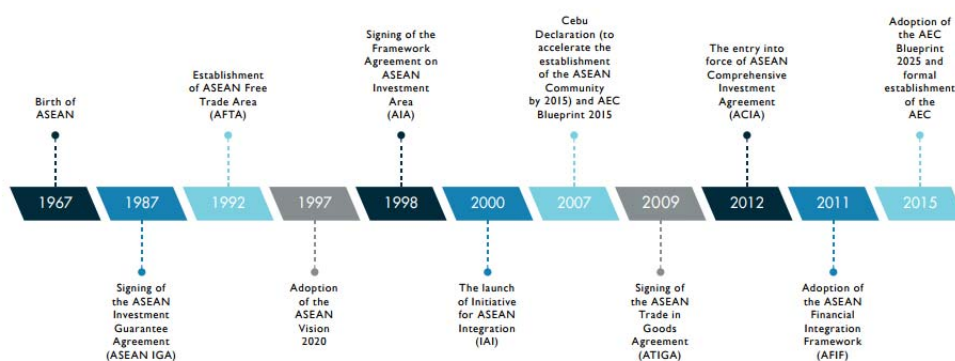 Birth of
ASEAN
Establishment
of ASEAN Free
Trade Area
(AFTA)
Signing of the
Framework
Agreement on
ASEAN
Investment
Area
(AIA)
Cebu
Declaration (to
accelerate the
establishment
of the ASEAN
Community
by 2015) and AEC
Blueprint 2015
The entry into
force of ASEAN
Comprehensive
Investment
Agreement
(ACIA)
Adoption of
the AEC
Blueprint
2025 and
formal
establishment
of the
AEC
1967 1987 1992 1997 1998 2000 2007 2009 2012 2011 2015
Signing of
the ASEAN
Investment
Guarantee
Agreement
(ASEAN IGA)
Adoption
of the
ASEAN
Vision
2020
The launch
of Initiative
for ASEAN
Integration
(IAI)
Signing of
the ASEAN
Trade in
Goods
Agreement
(ATIGA)
Adoption of
the ASEAN
Financial
Integration
Framework
(AFIF)